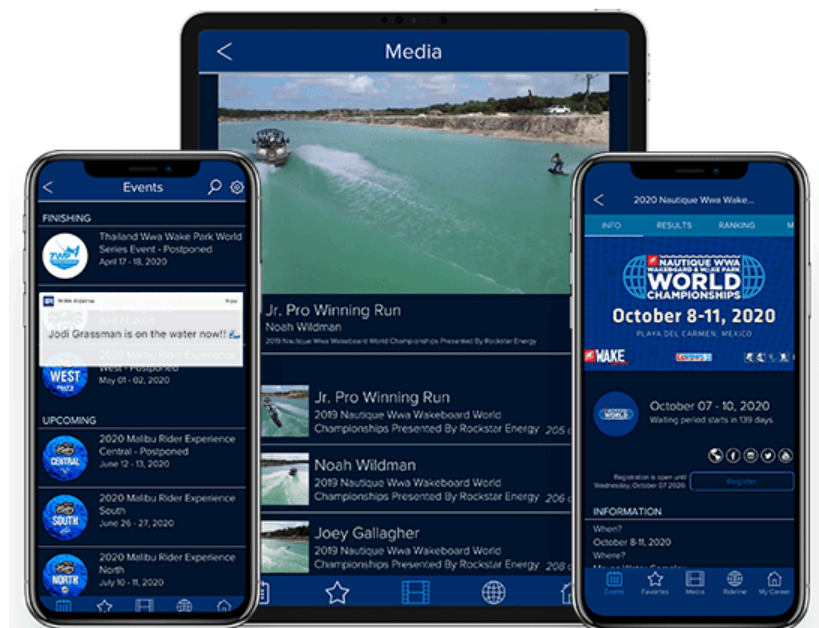 Media
Jr. Pro Winning Run
Noah Wildman
2019 Nautique Wwa Wakeboard World Championships Presented By Rockstar Energy
Jr. Pro Winning Run
2019 Nautique Wwa Wakeboard World
Championships Presented By Rockstar Energy 205
Noah Wildman
2019 Nautique Wwa Wakeboard World
Championships Presented By Rockstar Energy 206
Joey Gallagher
2019 Nautique Wwa Wakeboard World
Championships Presented By Rockstar Energy 208
Events
FINISHING
Thailand Wwa Wake Park World
Series Event - Postponed
April 17 - 18, 2020
Now
Jodi Grassman is on the water now!!
WEST
West - Postponed
May 01 - 02, 2020
UPCOMING
CENTRAL
2020 Malibu Rider Experience
Central - Postponed
June 12 - 13, 2020
SOUTH
2020 Malibu Rider Experience
South
June 26 - 27, 2020
NORTH
2020 Malibu Rider Experience
North
July 10 - 11, 2020
2020 Nautique Wwa Wake...
INFO RESULTS RANKING M
NAUTIQUE WWA
WAKEBOARD & WAKE PARK
WORLD
CHAMPIONSHIPS
October 8-11, 2020
PLAYA DEL CARMEN, MEXICO
WAKE
WORLD
October 07 - 10, 2020
Waiting period starts in 139 days.
Registration is open until
Wednesday, October 07 2020.
Register
INFORMATION
When?
October 8-11, 2020
Where?
Events Favorites Media Rideline My Career